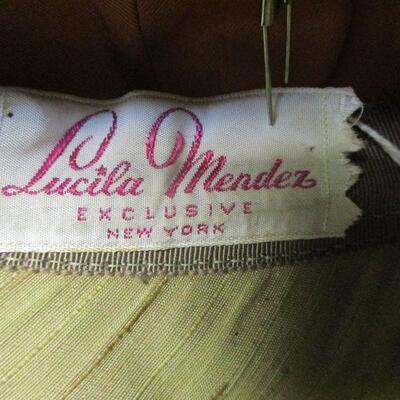 Lucila Mendez
EXCLUSIVE
NEW YORK